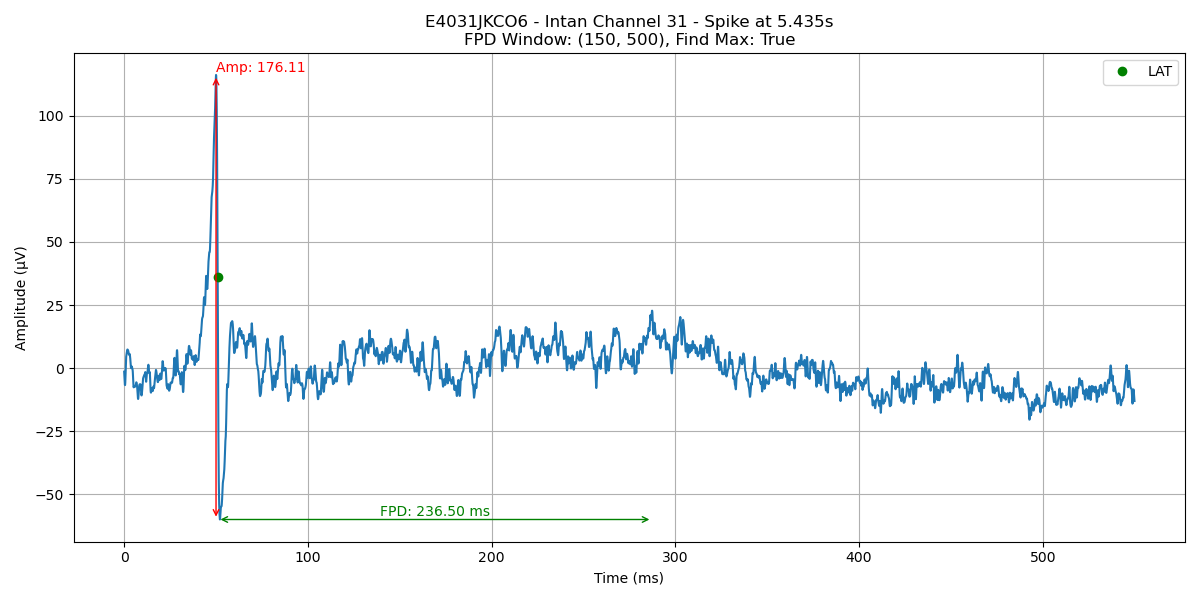 E4031JKCO6 - Intan Channel 31 - Spike at 5.435s
FPD Window: (150, 500), Find Max: True
Amp: 176.11
LAT
100
75
50
25
0
−25
−50
Amplitude (µV)
FPD: 236.50 ms
0 100 200 300 400 500
Time (ms)